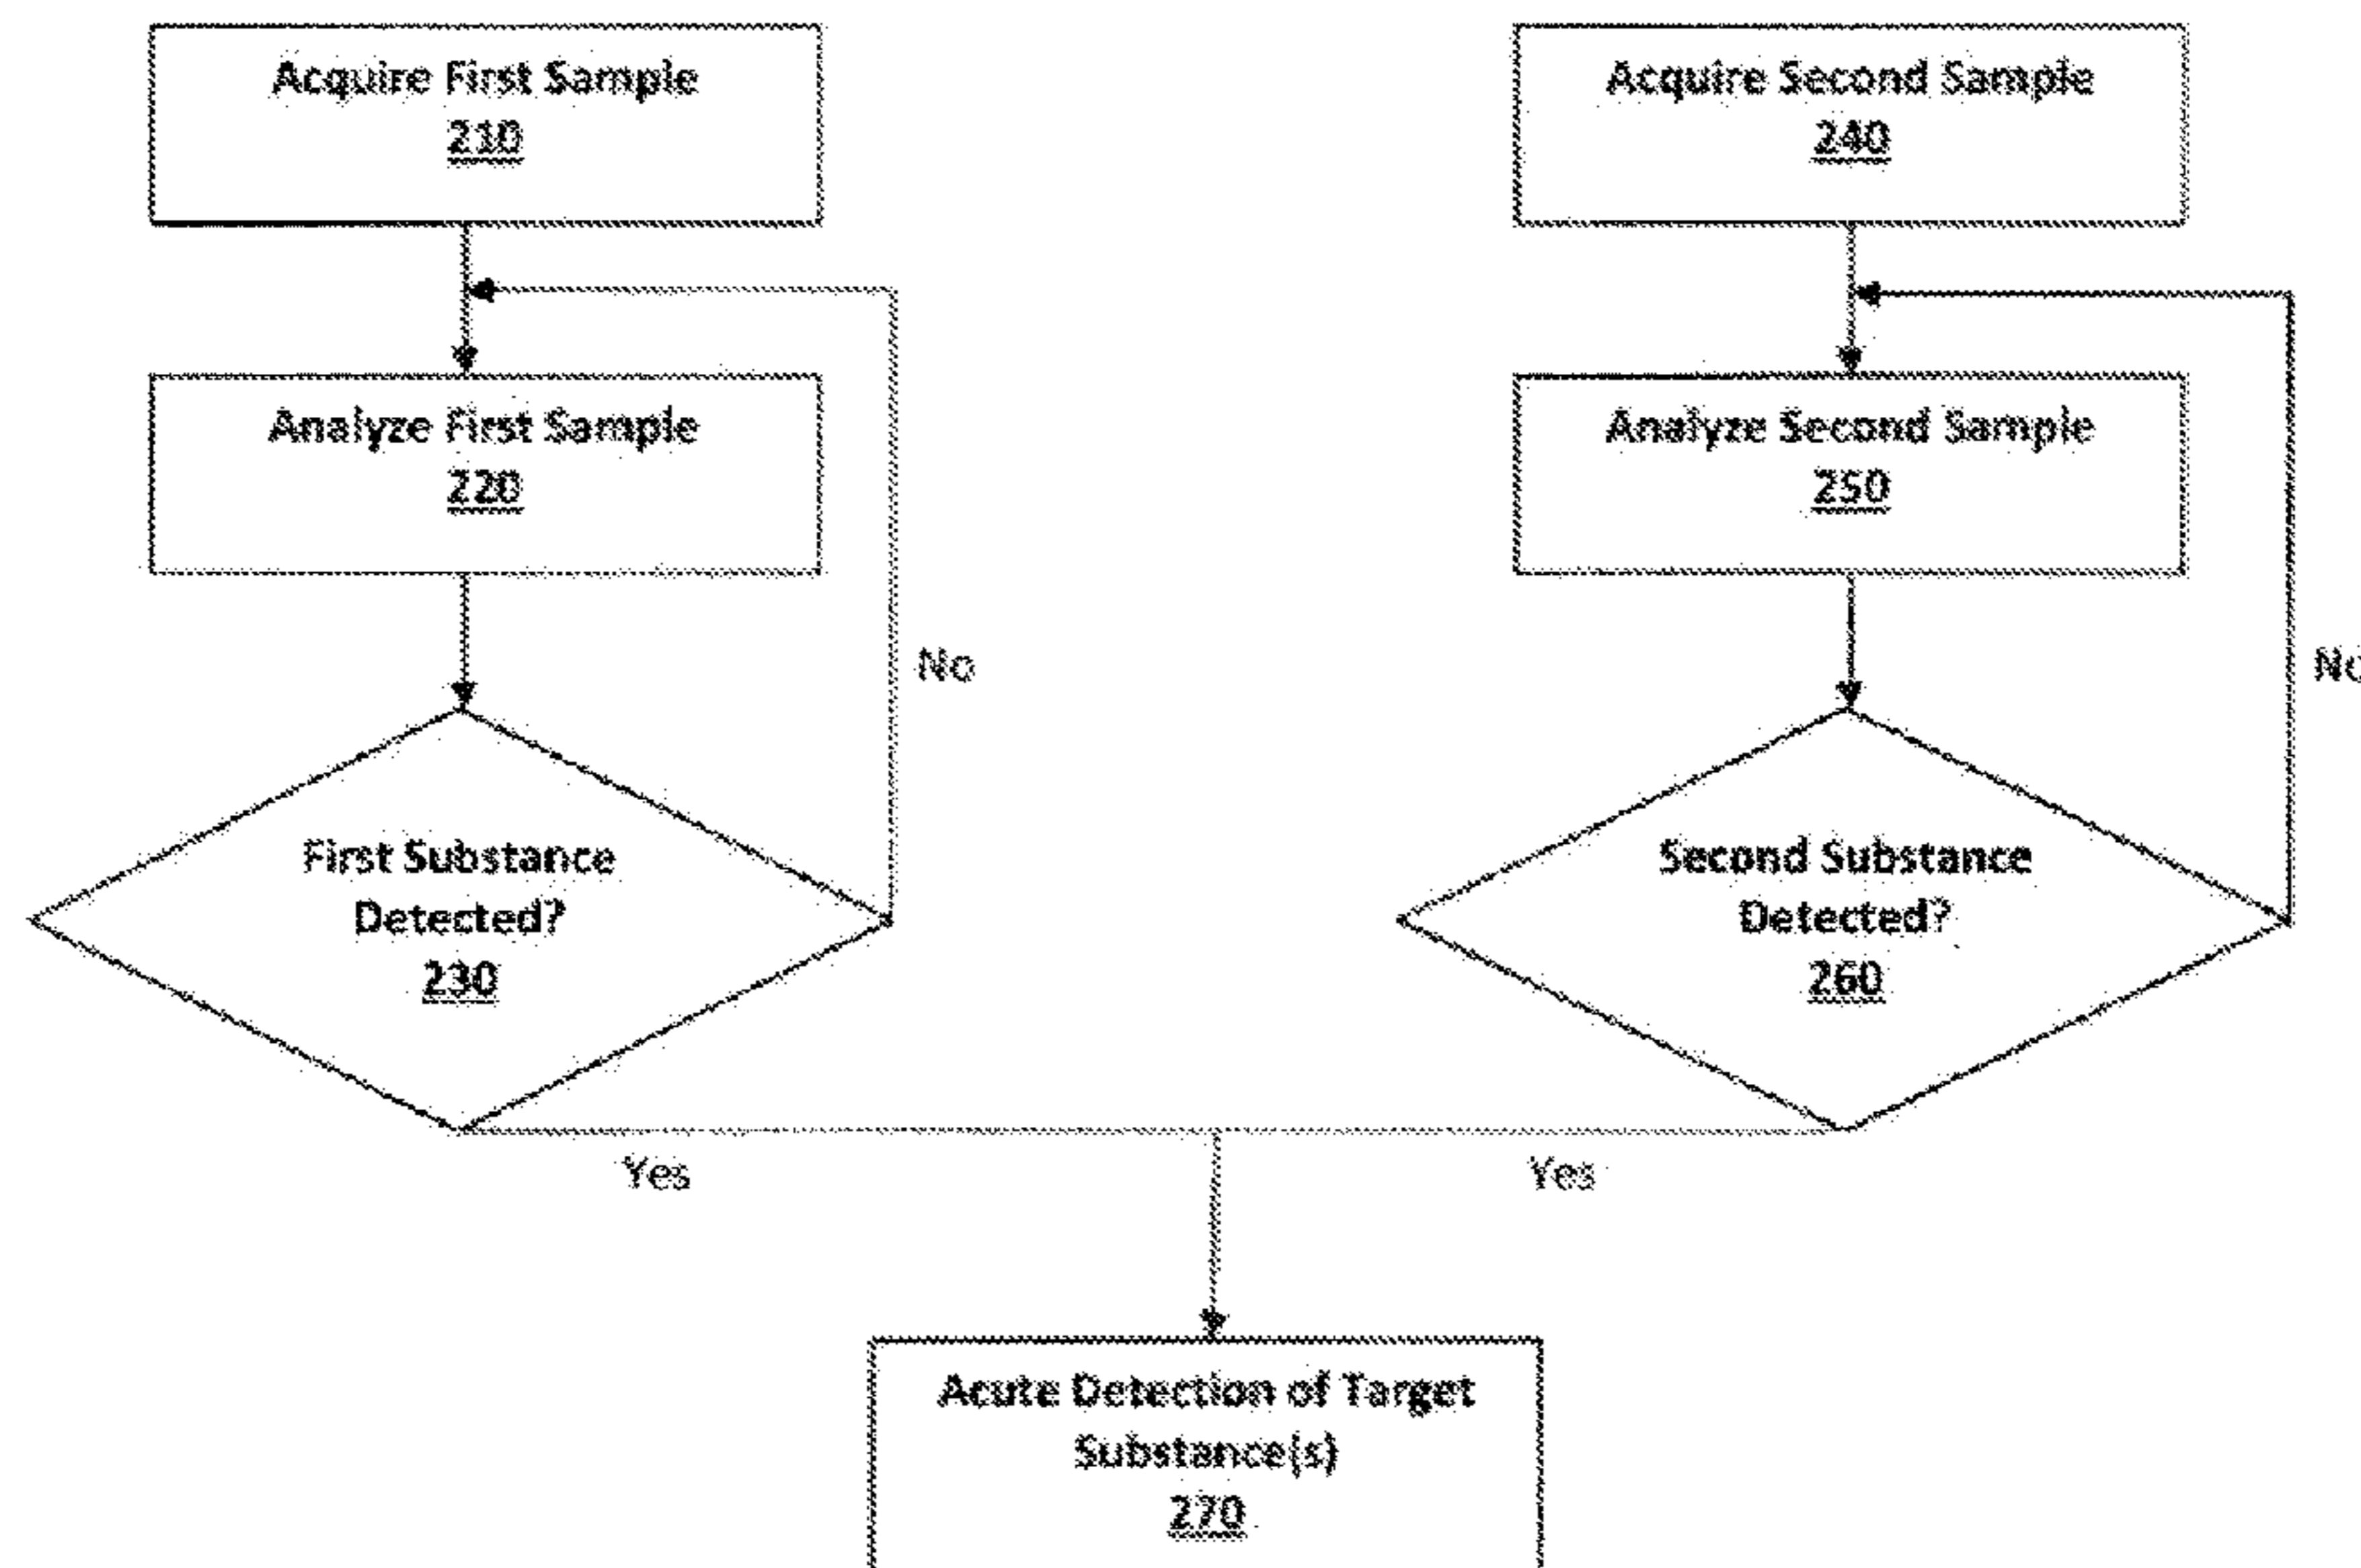 Acquire First Sample
210
Acquire Second Sample
240
Analyze First Sample
220
Analyze Second Sample
250
No
No
First Substance
Detected?
230
Second Substance
Detected?
260
Yes
Yes
Acute Detection of Target
Substance(s)
270